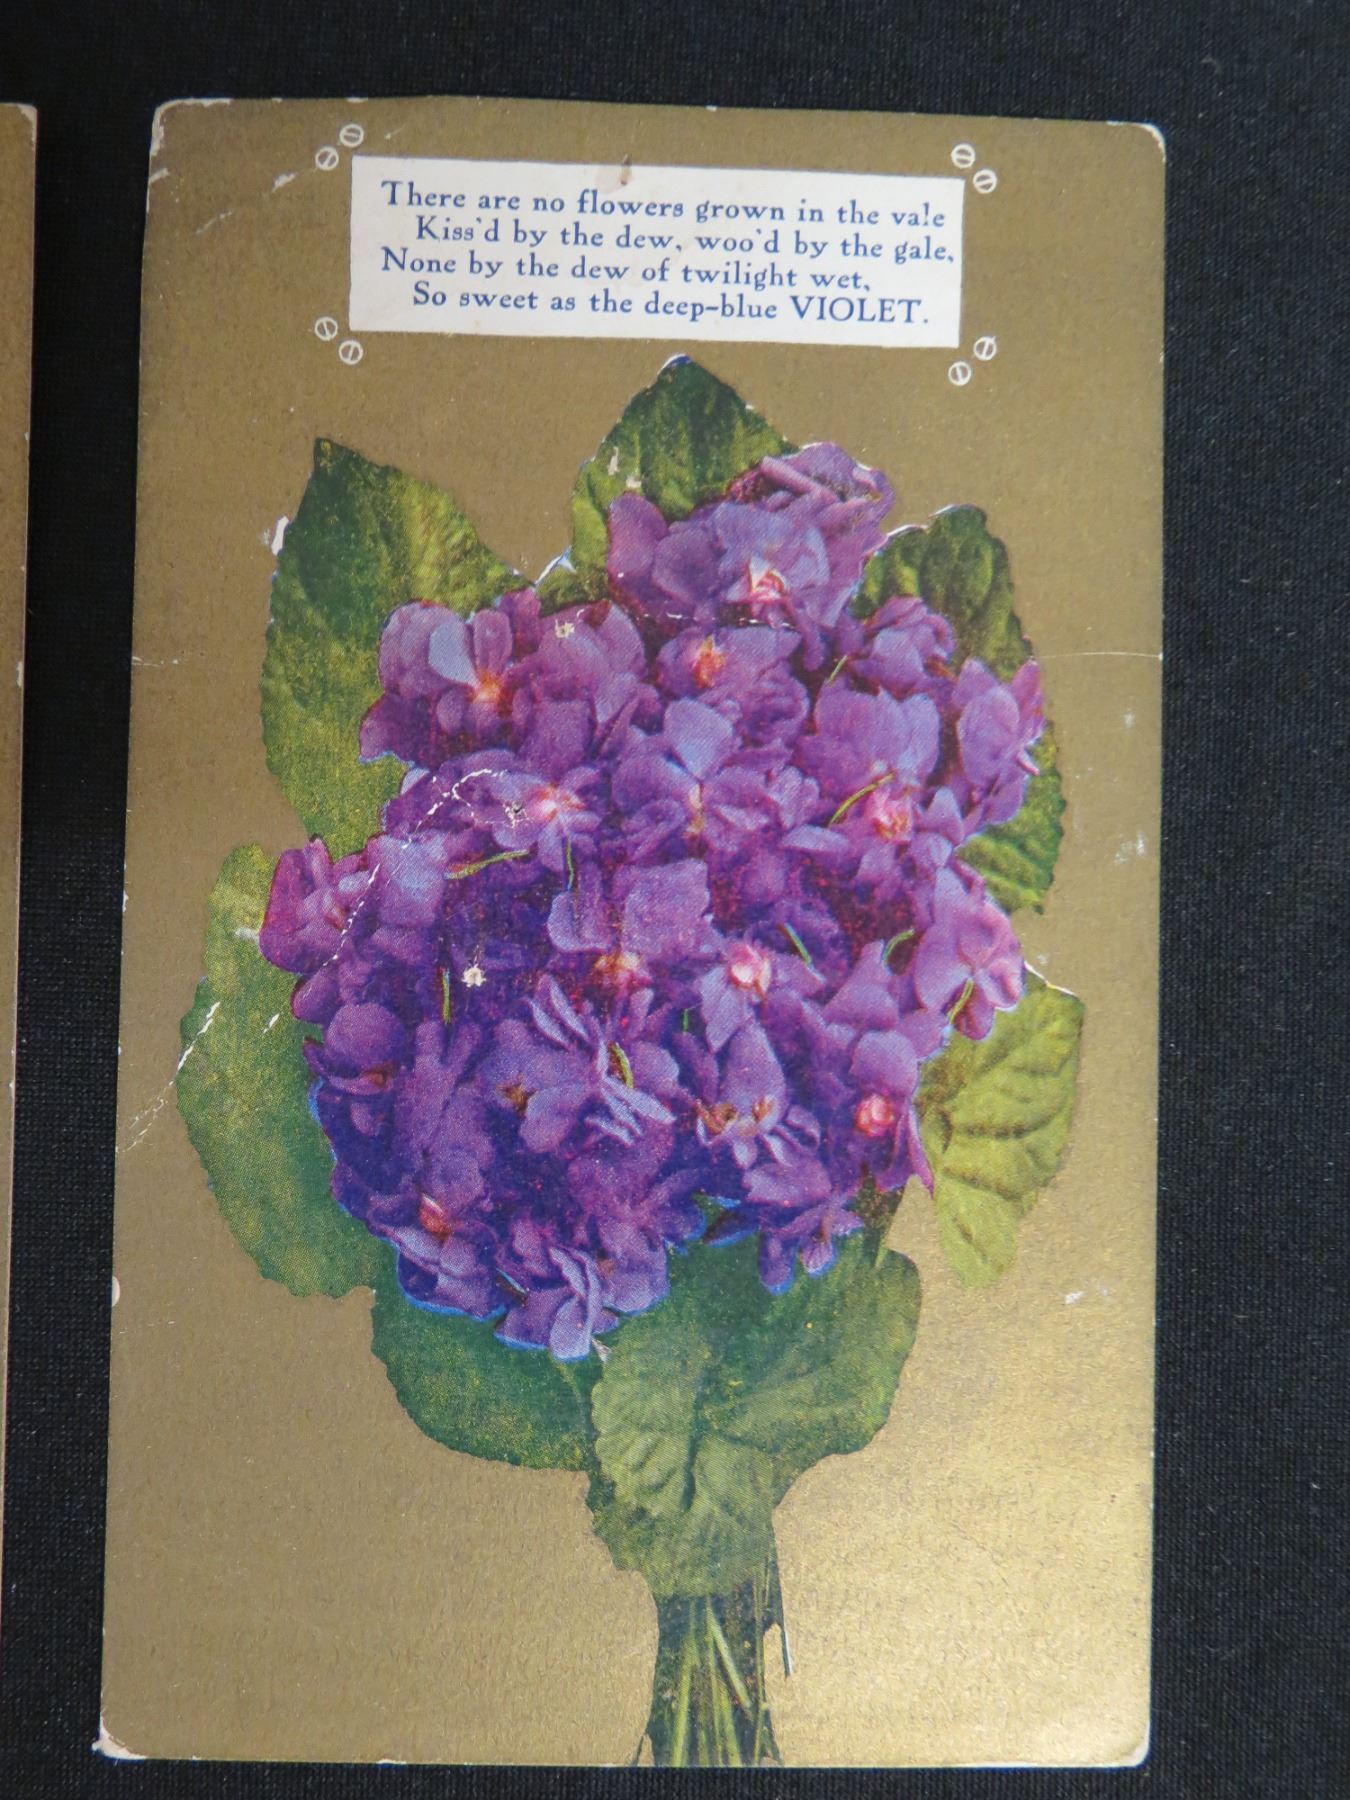 There are no flowers grown in the vale
Kiss'd by the dew, woo'd by the gale,
None by the dew of twilight wet,
So sweet as the deep-blue VIOLET.